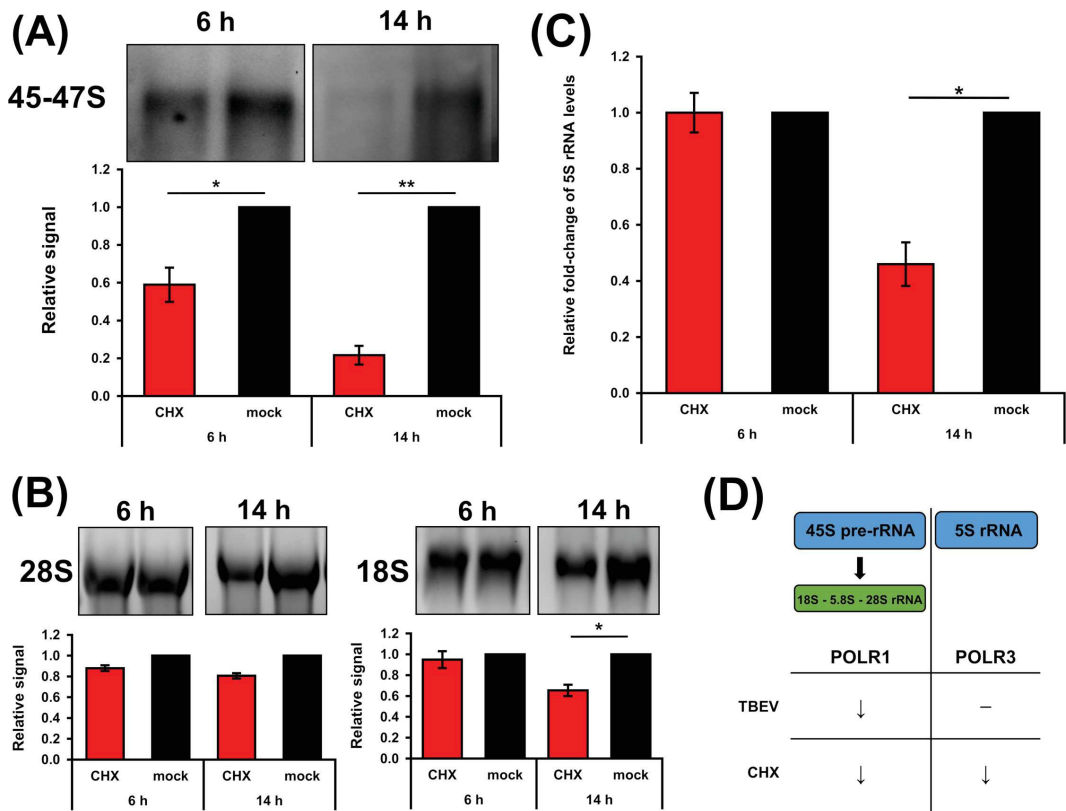 (A)
6 h
14 h
45-47S
Relative signal
1.2
1.0
0.8
0.6
0.4
0.2
0.0
*
**
CHX
mock
CHX
mock
6 h
14 h
(C)
Relative fold-change of 5S rRNA levels
1.2
1.0
0.8
0.6
0.4
0.2
0.0
*
CHX
mock
CHX
mock
6 h
14 h
(B)
6 h
14 h
28S
Relative signal
1.2
1.0
0.8
0.6
0.4
0.2
0.0
CHX
mock
CHX
mock
6 h
14 h
6 h
14 h
18S
Relative signal
1.2
1.0
0.8
0.6
0.4
0.2
0.0
*
CHX
mock
CHX
mock
6 h
14 h
(D)
45S pre-rRNA
5S rRNA
18S - 5.8S - 28S rRNA
POLR1
POLR3
TBEV
↓
–
CHX
↓
↓